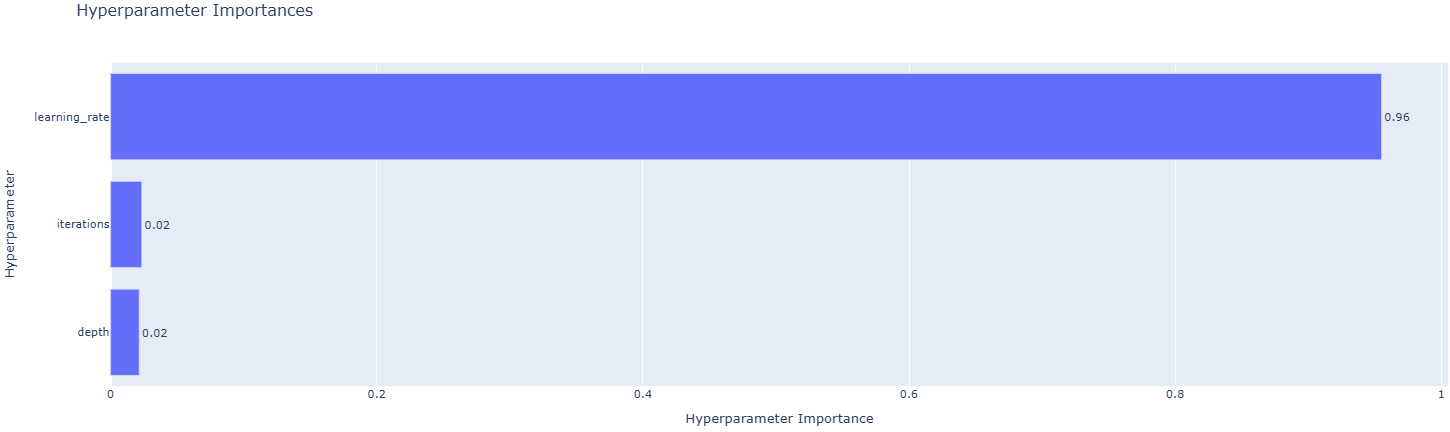 Hyperparameter Importances
Hyperparameter
learning_rate
0.96
iterations
0.02
depth
0.02
0 0.2 0.4 0.6 0.8 1
Hyperparameter Importance